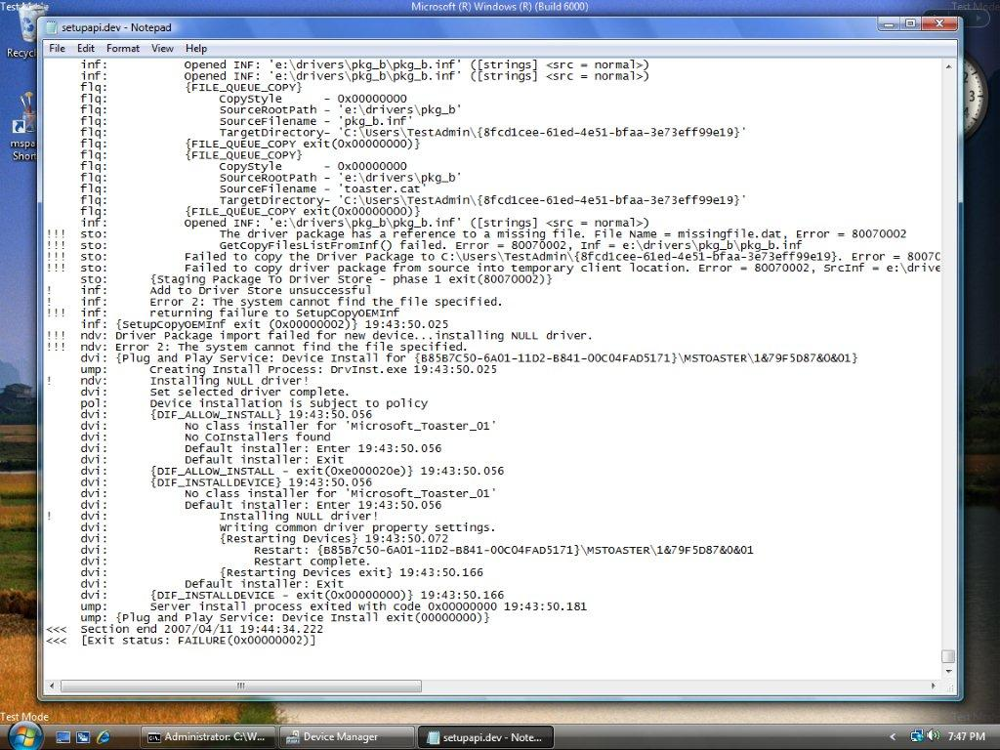 Test Mode
Microsoft (R) Windows (R) (Build 6000)
Test Mode
setupapi.dev - Notepad
File Edit Format View Help
inf: Opened INF: 'e:\drivers\pkg_b\pkg_b.inf' ([strings] <src = normal>)
inf: Opened INF: 'e:\drivers\pkg_b\pkg_b.inf' ([strings] <src = normal>)
flq: {FILE_QUEUE_COPY}
flq: CopyStyle - 0x00000000
flq: SourceRootPath - 'e:\drivers\pkg_b'
flq: SourceFilename - 'pkg_b.inf'
flq: TargetDirectory- 'C:\Users\TestAdmin\{8fcd1cee-61ed-4e51-bfaa-3e73eff99e19}'
flq: {FILE_QUEUE_COPY exit(0x00000000)}
flq: {FILE_QUEUE_COPY}
flq: CopyStyle - 0x00000000
flq: SourceRootPath - 'e:\drivers\pkg_b'
flq: SourceFilename - 'toaster.cat'
flq: TargetDirectory- 'C:\Users\TestAdmin\{8fcd1cee-61ed-4e51-bfaa-3e73eff99e19}'
flq: {FILE_QUEUE_COPY exit(0x00000000)}
inf: Opened INF: 'e:\drivers\pkg_b\pkg_b.inf' ([strings] <src = normal>)
!!! sto: The driver package has a reference to a missing file. File Name = missingfile.dat, Error = 80070002
!!! sto: GetCopyFilesListFromInf() failed. Error = 80070002, Inf = e:\drivers\pkg_b\pkg_b.inf
!!! sto: Failed to copy the Driver Package to C:\Users\TestAdmin\{8fcd1cee-61ed-4e51-bfaa-3e73eff99e19}. Error = 8007C
!!! sto: Failed to copy driver package from source into temporary client location. Error = 80070002, SrcInf = e:\drive
sto: {Staging Package To Driver Store - phase 1 exit(80070002)}
! inf: Add to Driver Store unsuccessful
! inf: Error 2: The system cannot find the file specified.
!!! inf: returning failure to SetupCopyOEMInf
inf: {SetupCopyOEMInf exit (0x00000002)} 19:43:50.025
!!! ndv: Driver Package import failed for new device...installing NULL driver.
!!! ndv: Error 2: The system cannot find the file specified.
dvi: {Plug and Play Service: Device Install for {B85B7C50-6A01-11D2-B841-00C04FAD5171}\MSTOASTER\1&79F5D87&0&01}
ump: Creating Install Process: DrvInst.exe 19:43:50.025
! ndv: Installing NULL driver!
dvi: Set selected driver complete.
pol: Device installation is subject to policy
dvi: {DIF_ALLOW_INSTALL} 19:43:50.056
dvi: No class installer for 'Microsoft_Toaster_01'
dvi: No CoInstallers found
dvi: Default installer: Enter 19:43:50.056
dvi: Default installer: Exit
dvi: {DIF_ALLOW_INSTALL - exit(0xe000020e)} 19:43:50.056
dvi: {DIF_INSTALLDEVICE} 19:43:50.056
dvi: No class installer for 'Microsoft_Toaster_01'
dvi: Default installer: Enter 19:43:50.056
! dvi: Installing NULL driver!
dvi: Writing common driver property settings.
dvi: {Restarting Devices} 19:43:50.072
dvi: Restart: {B85B7C50-6A01-11D2-B841-00C04FAD5171}\MSTOASTER\1&79F5D87&0&01
dvi: Restart complete.
dvi: {Restarting Devices exit} 19:43:50.166
dvi: Default installer: Exit
dvi: {DIF_INSTALLDEVICE - exit(0x00000000)} 19:43:50.166
ump: Server install process exited with code 0x00000000 19:43:50.181
ump: {Plug and Play Service: Device Install exit(00000000)}
<<< Section end 2007/04/11 19:44:34.222
<<< [Exit status: FAILURE(0x00000002)]
Recyc
mspa
Short
Test Mode
Administrator: C:\W...
Device Manager
setupapi.dev - Note...
7:47 PM